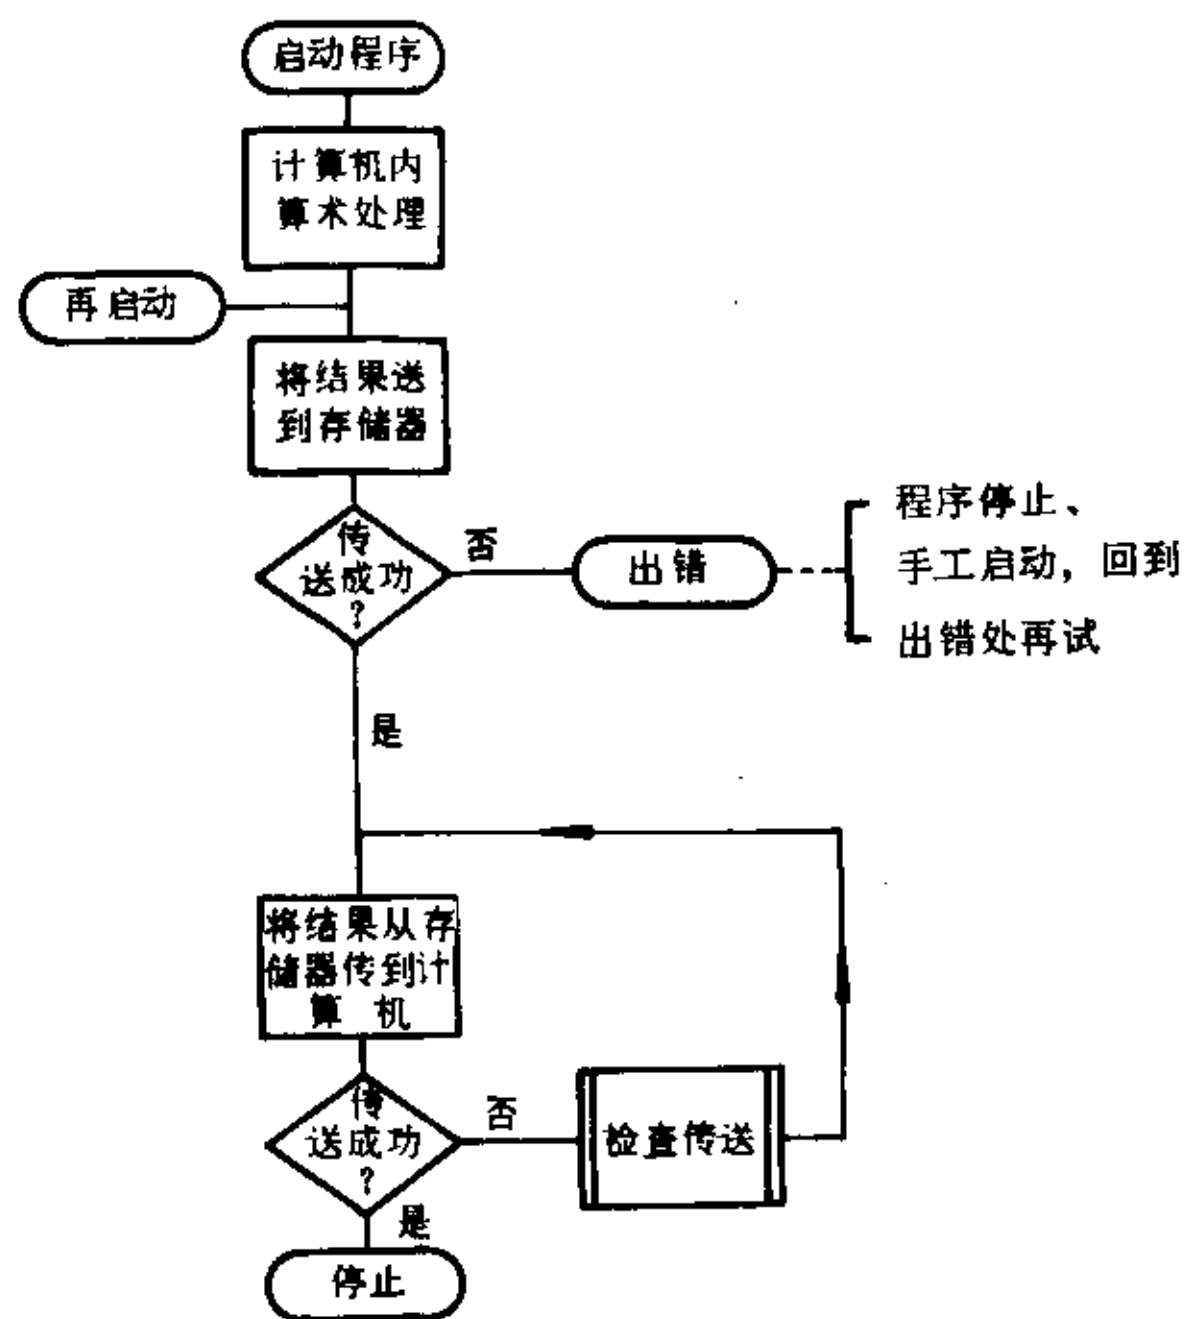 启动程序
计算机内
算术处理
再启动
将结果送
到存储器
传
送成功
?
否
出错
程序停止、
手工启动，回到
出错处再试
是
将结果从存
储器传到计
算机
传
送成功
?
否
检查传送
是
停止